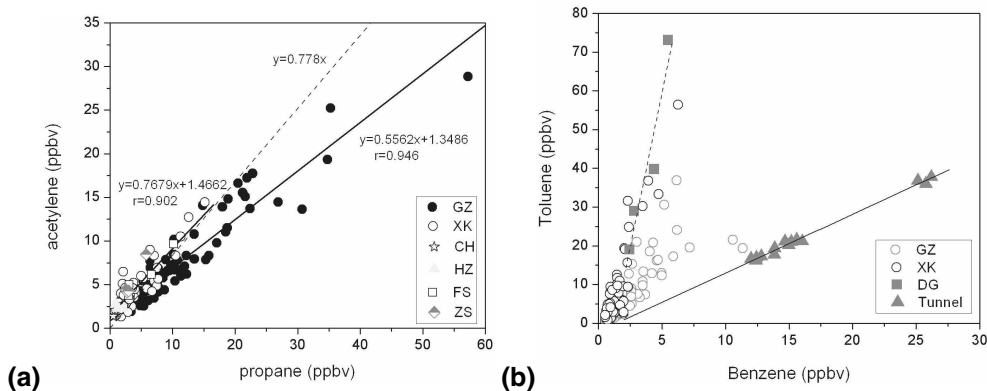 35
30
25
20
15
10
5
0
acetylene (ppbv)
y=0.778x
y=0.5562x+1.3486
r=0.946
y=0.7679x+1.4662
r=0.902
GZ
XK
CH
HZ
FS
ZS
0 10 20 30 40 50 60
propane (ppbv)
(a)
80
70
60
50
40
30
20
10
0
Toluene (ppbv)
GZ
XK
DG
Tunnel
0 5 10 15 20 25 30
Benzene (ppbv)
(b)